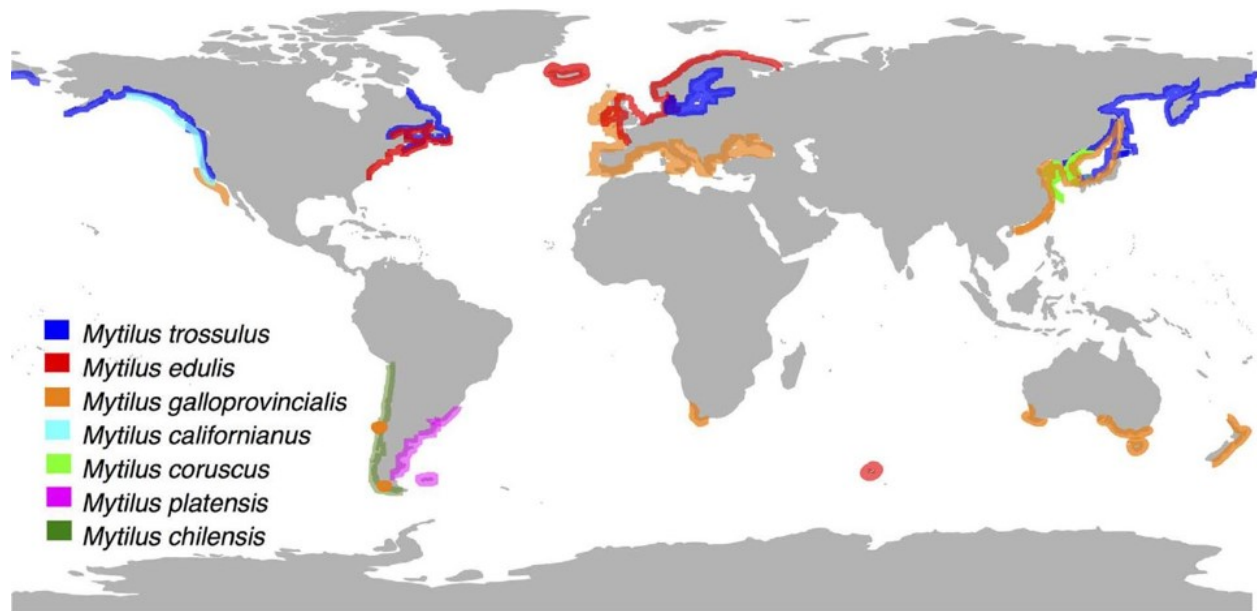 Mytilus trossulus
Mytilus edulis
Mytilus galloprovincialis
Mytilus californianus
Mytilus coruscus
Mytilus platensis
Mytilus chilensis